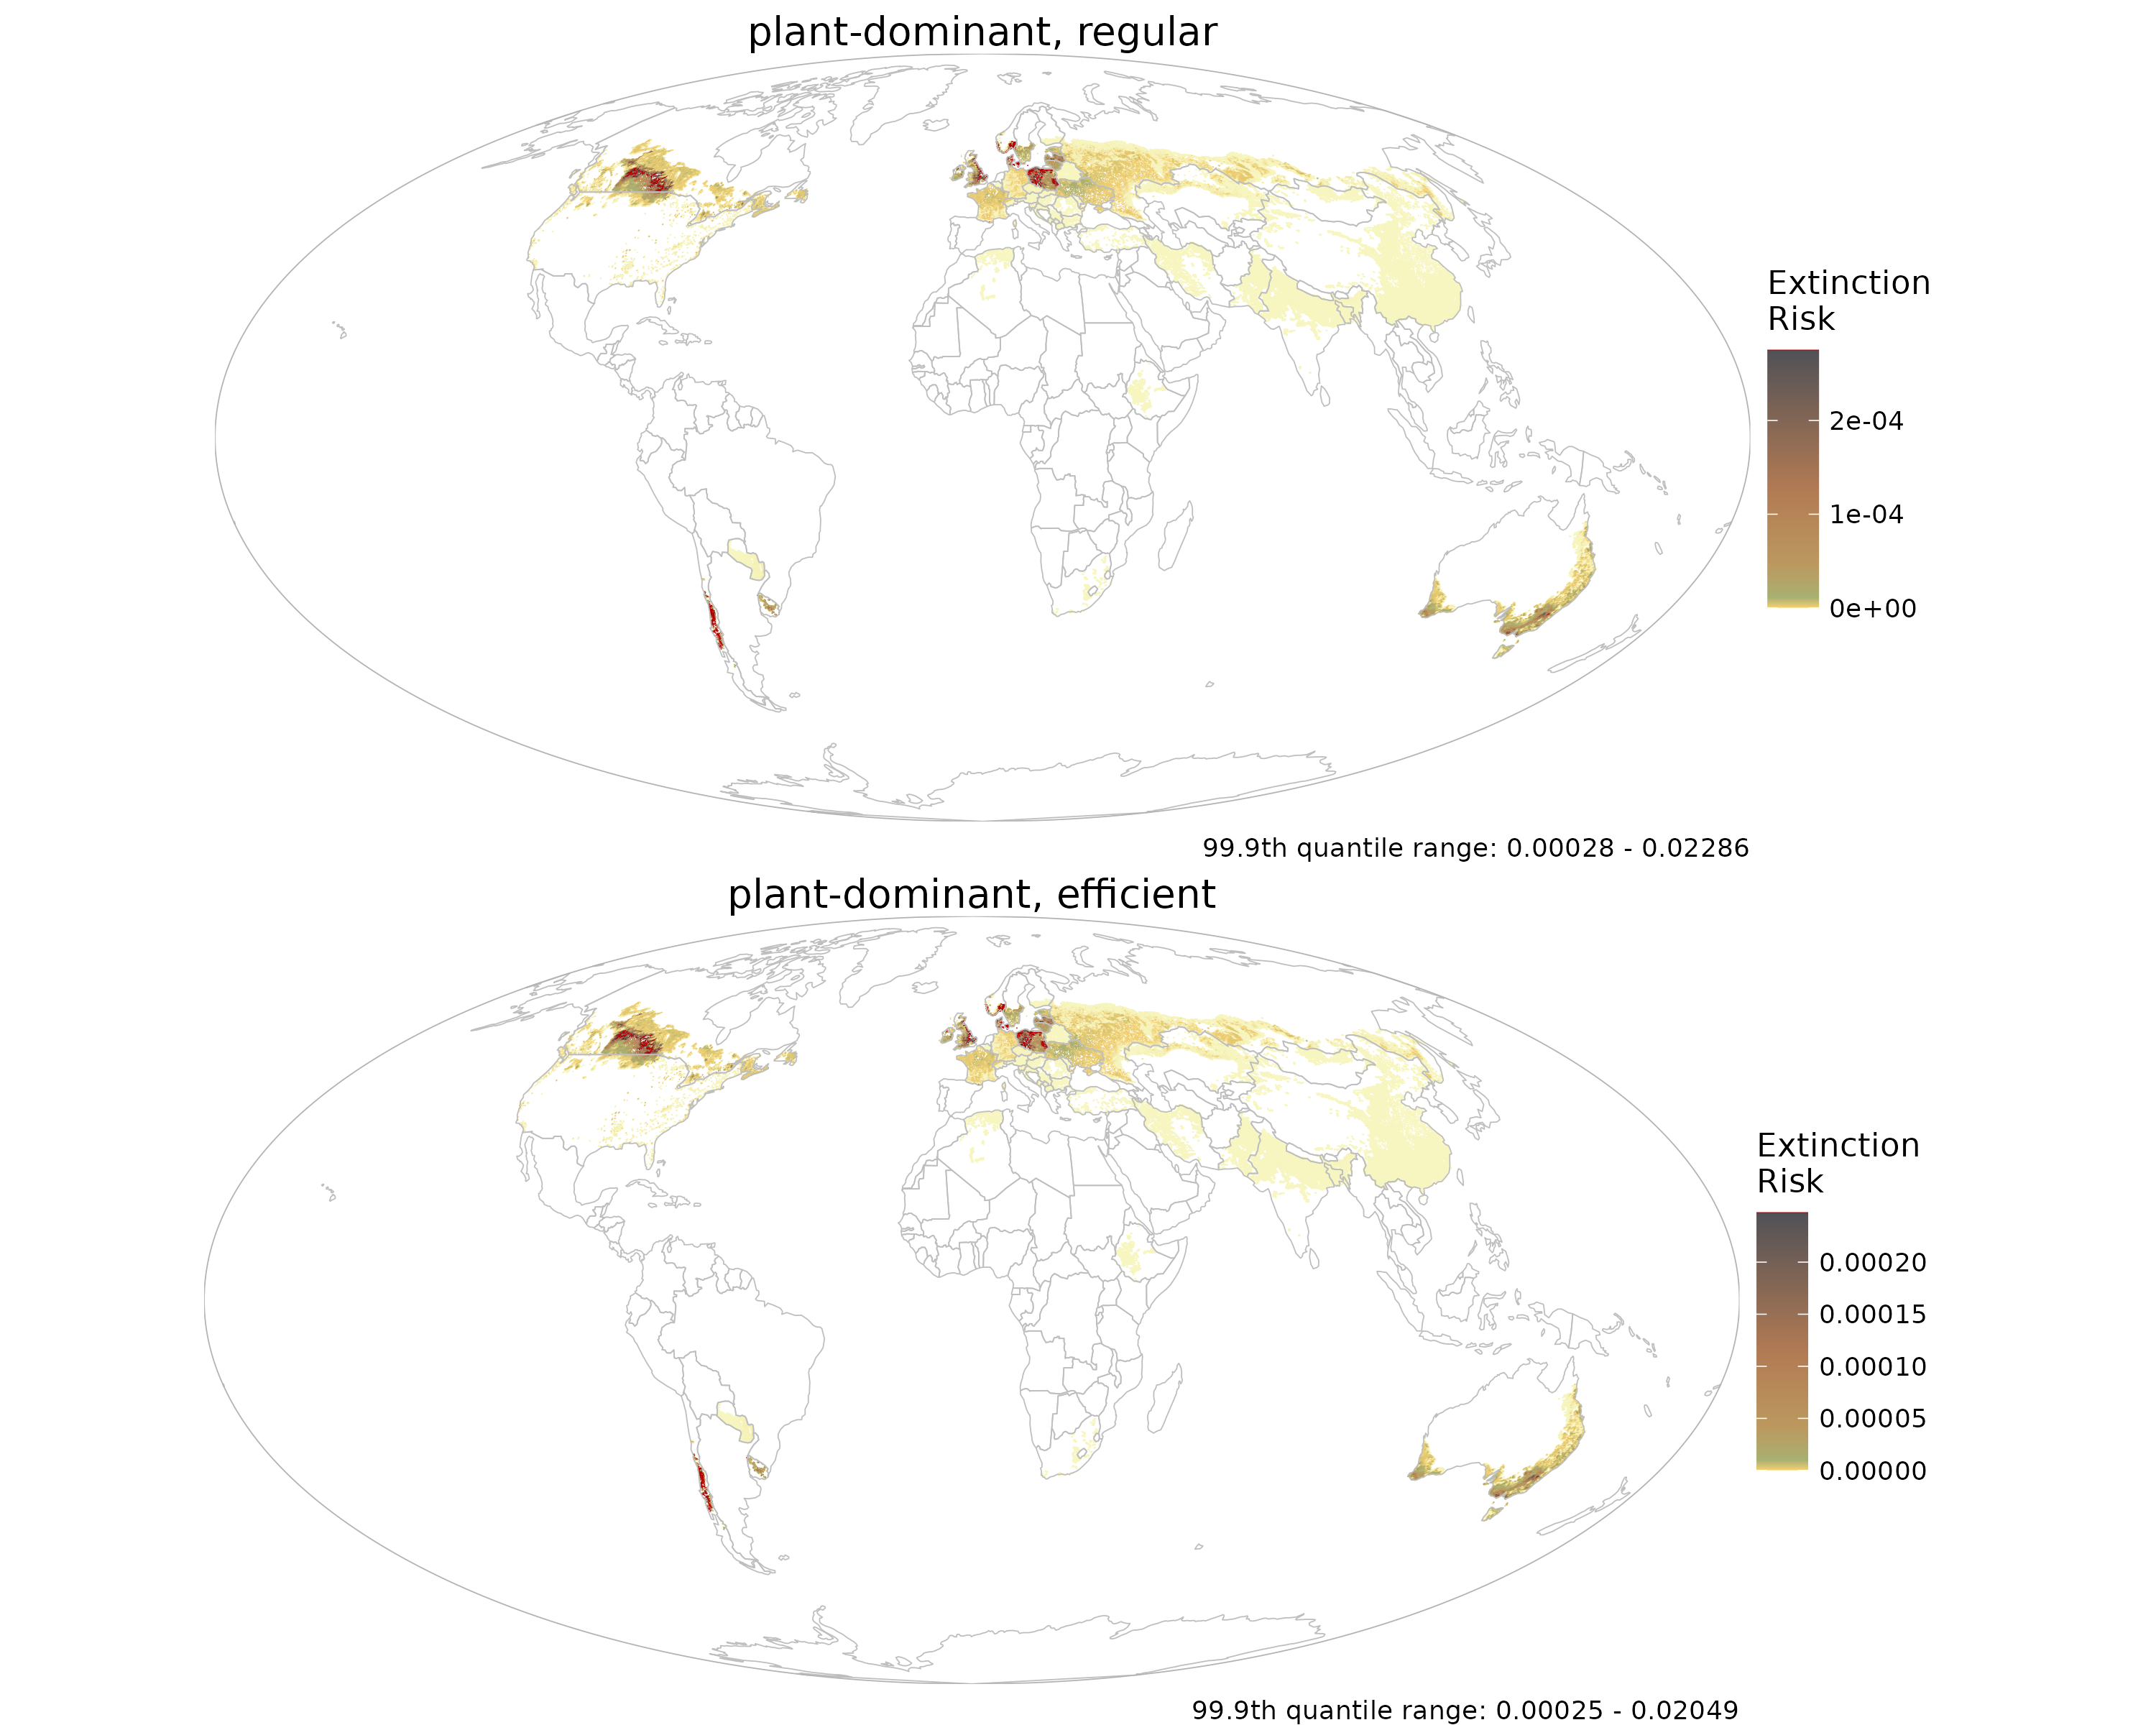 plant-dominant, regular
Extinction
Risk
2e-04
1e-04
0e+00
99.9th quantile range: 0.00028 - 0.02286
plant-dominant, efficient
Extinction
Risk
0.00020
0.00015
0.00010
0.00005
0.00000
99.9th quantile range: 0.00025 - 0.02049